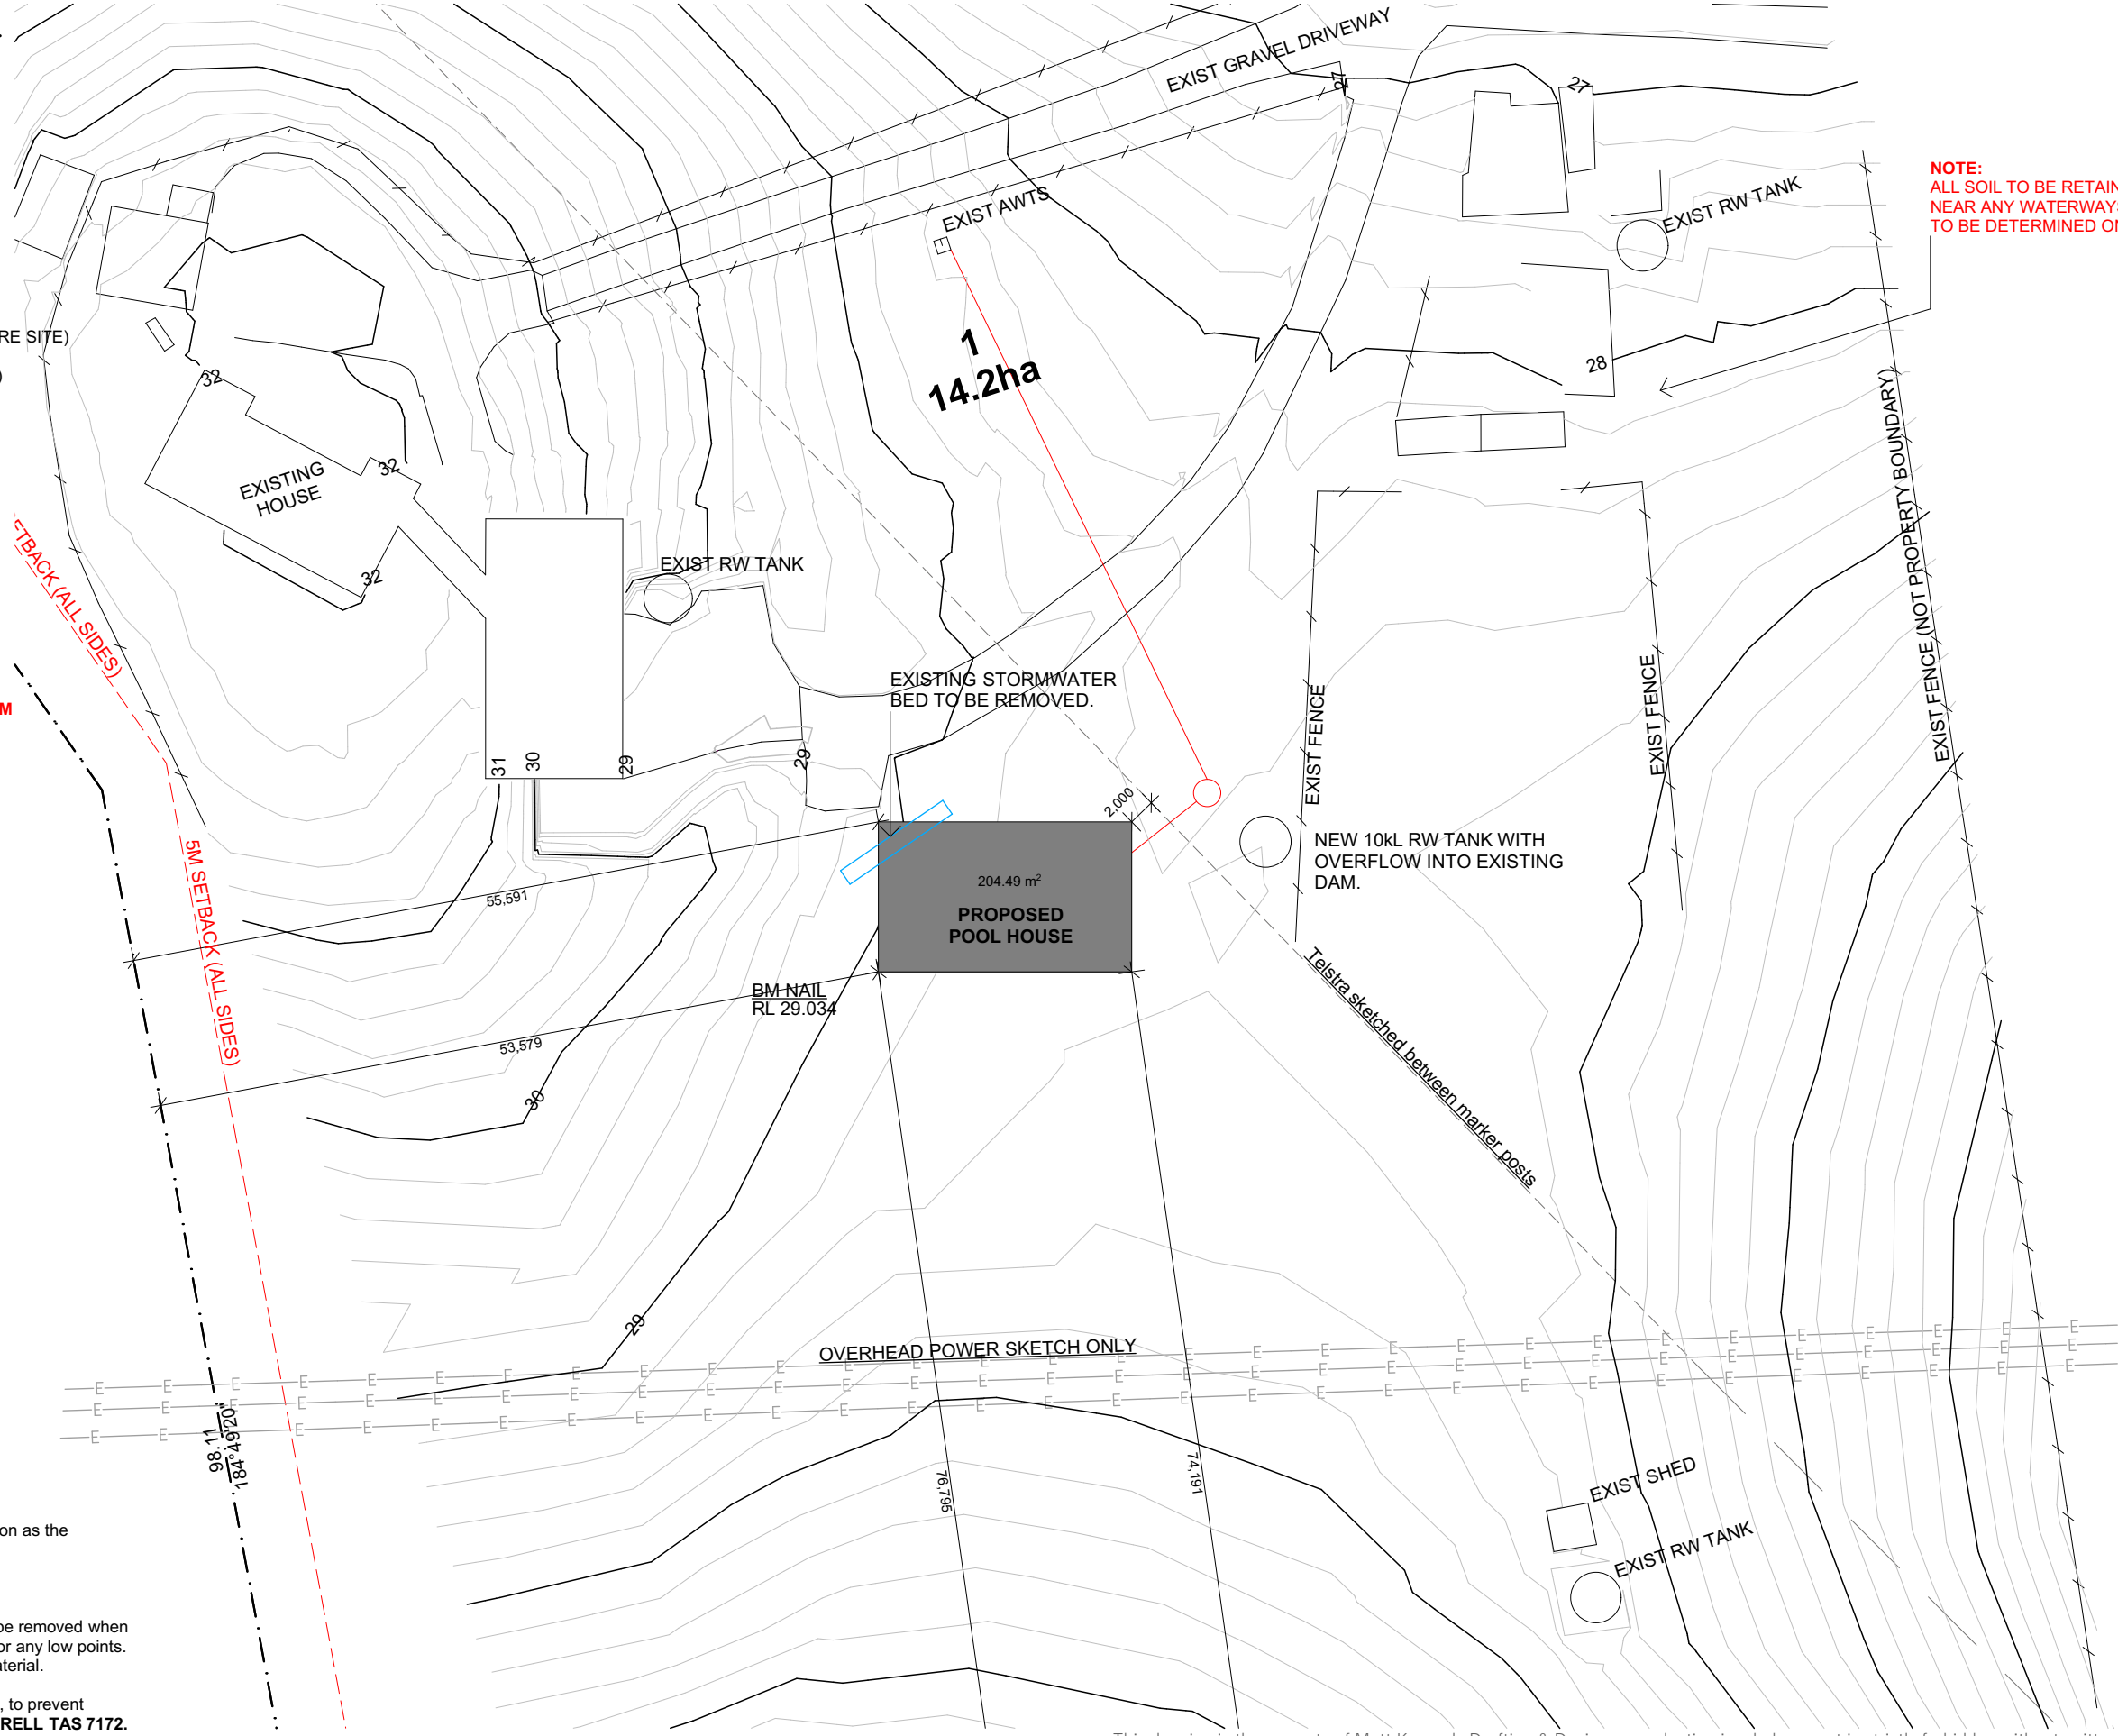 EXIST GRAVEL DRIVEWAY
27
27
NOTE:
ALL SOIL TO BE RETAIN
NEAR ANY WATERWAYS
TO BE DETERMINED ON
EXIST RW TANK
EXIST AWTS
RE SITE)
)
1
14.2ha
28
32
32
32
EXISTING
HOUSE
EXIST RW TANK
ETBACK (ALL SIDES)
M
EXISTING STORMWATER
BED TO BE REMOVED.
EXIST FENCE
EXIST FENCE
EXIST FENCE (NOT PROPERTY BOUNDARY)
31
30
29
29
2,000
NEW 10kL RW TANK WITH
OVERFLOW INTO EXISTING
DAM.
204.49 m²
PROPOSED
POOL HOUSE
55,591
5M SETBACK (ALL SIDES)
BM NAIL
RL 29.034
53,579
30
Telstra sketched between marker posts
29
OVERHEAD POWER SKETCH ONLY
E E E E E E E E E E E E E E E E E E E E E E E E E E E E E E
E E E E E E E E E E E E E E E E E E E E E E E E E E E E E E
E E E E E E E E E E E E E E E E E E E E E E E E E E E E E
98.11
184°49'20"
76,795
74,191
EXIST SHED
EXIST RW TANK
on as the
be removed when
or any low points.
aterial.
, to prevent
RELL TAS 7172.